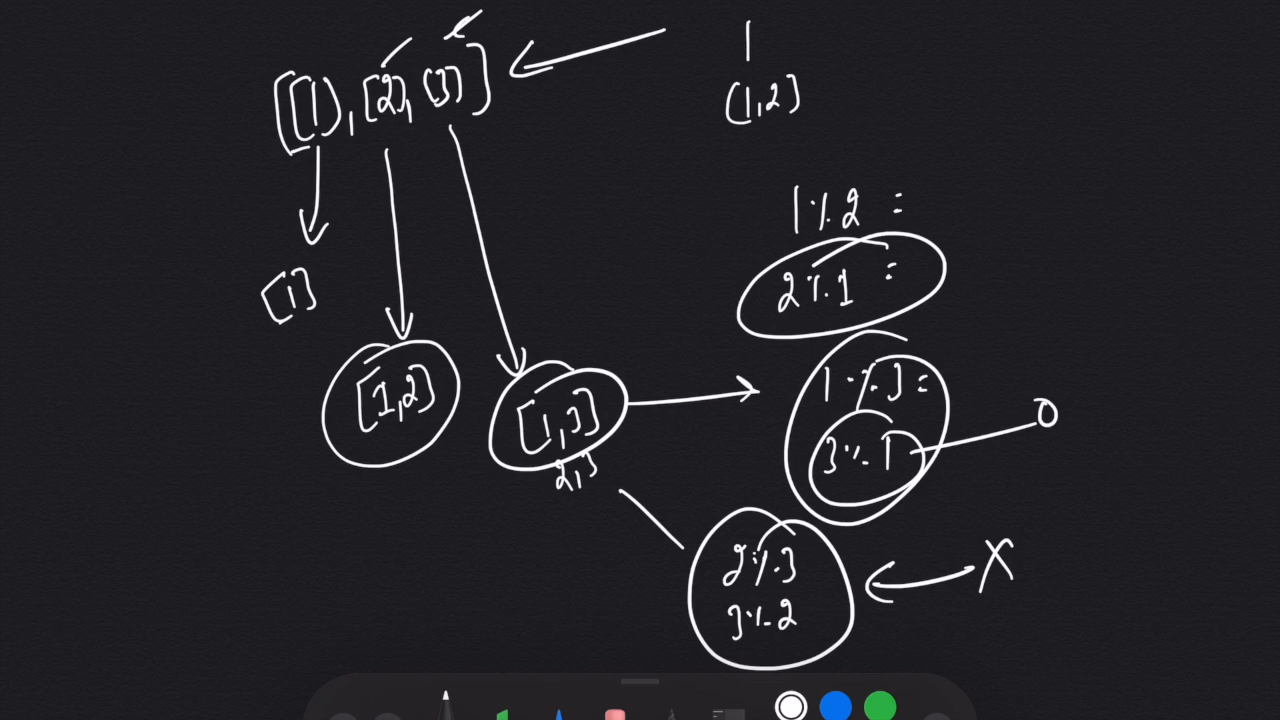 [[1], [2], [3]]
1
(1,2)
1 % 2 =
2 % 1 =
[1]
[1,2]
[1,3]
2,3
1 % 3 =
3 % 1
0
2 % 3
3 % 2
X